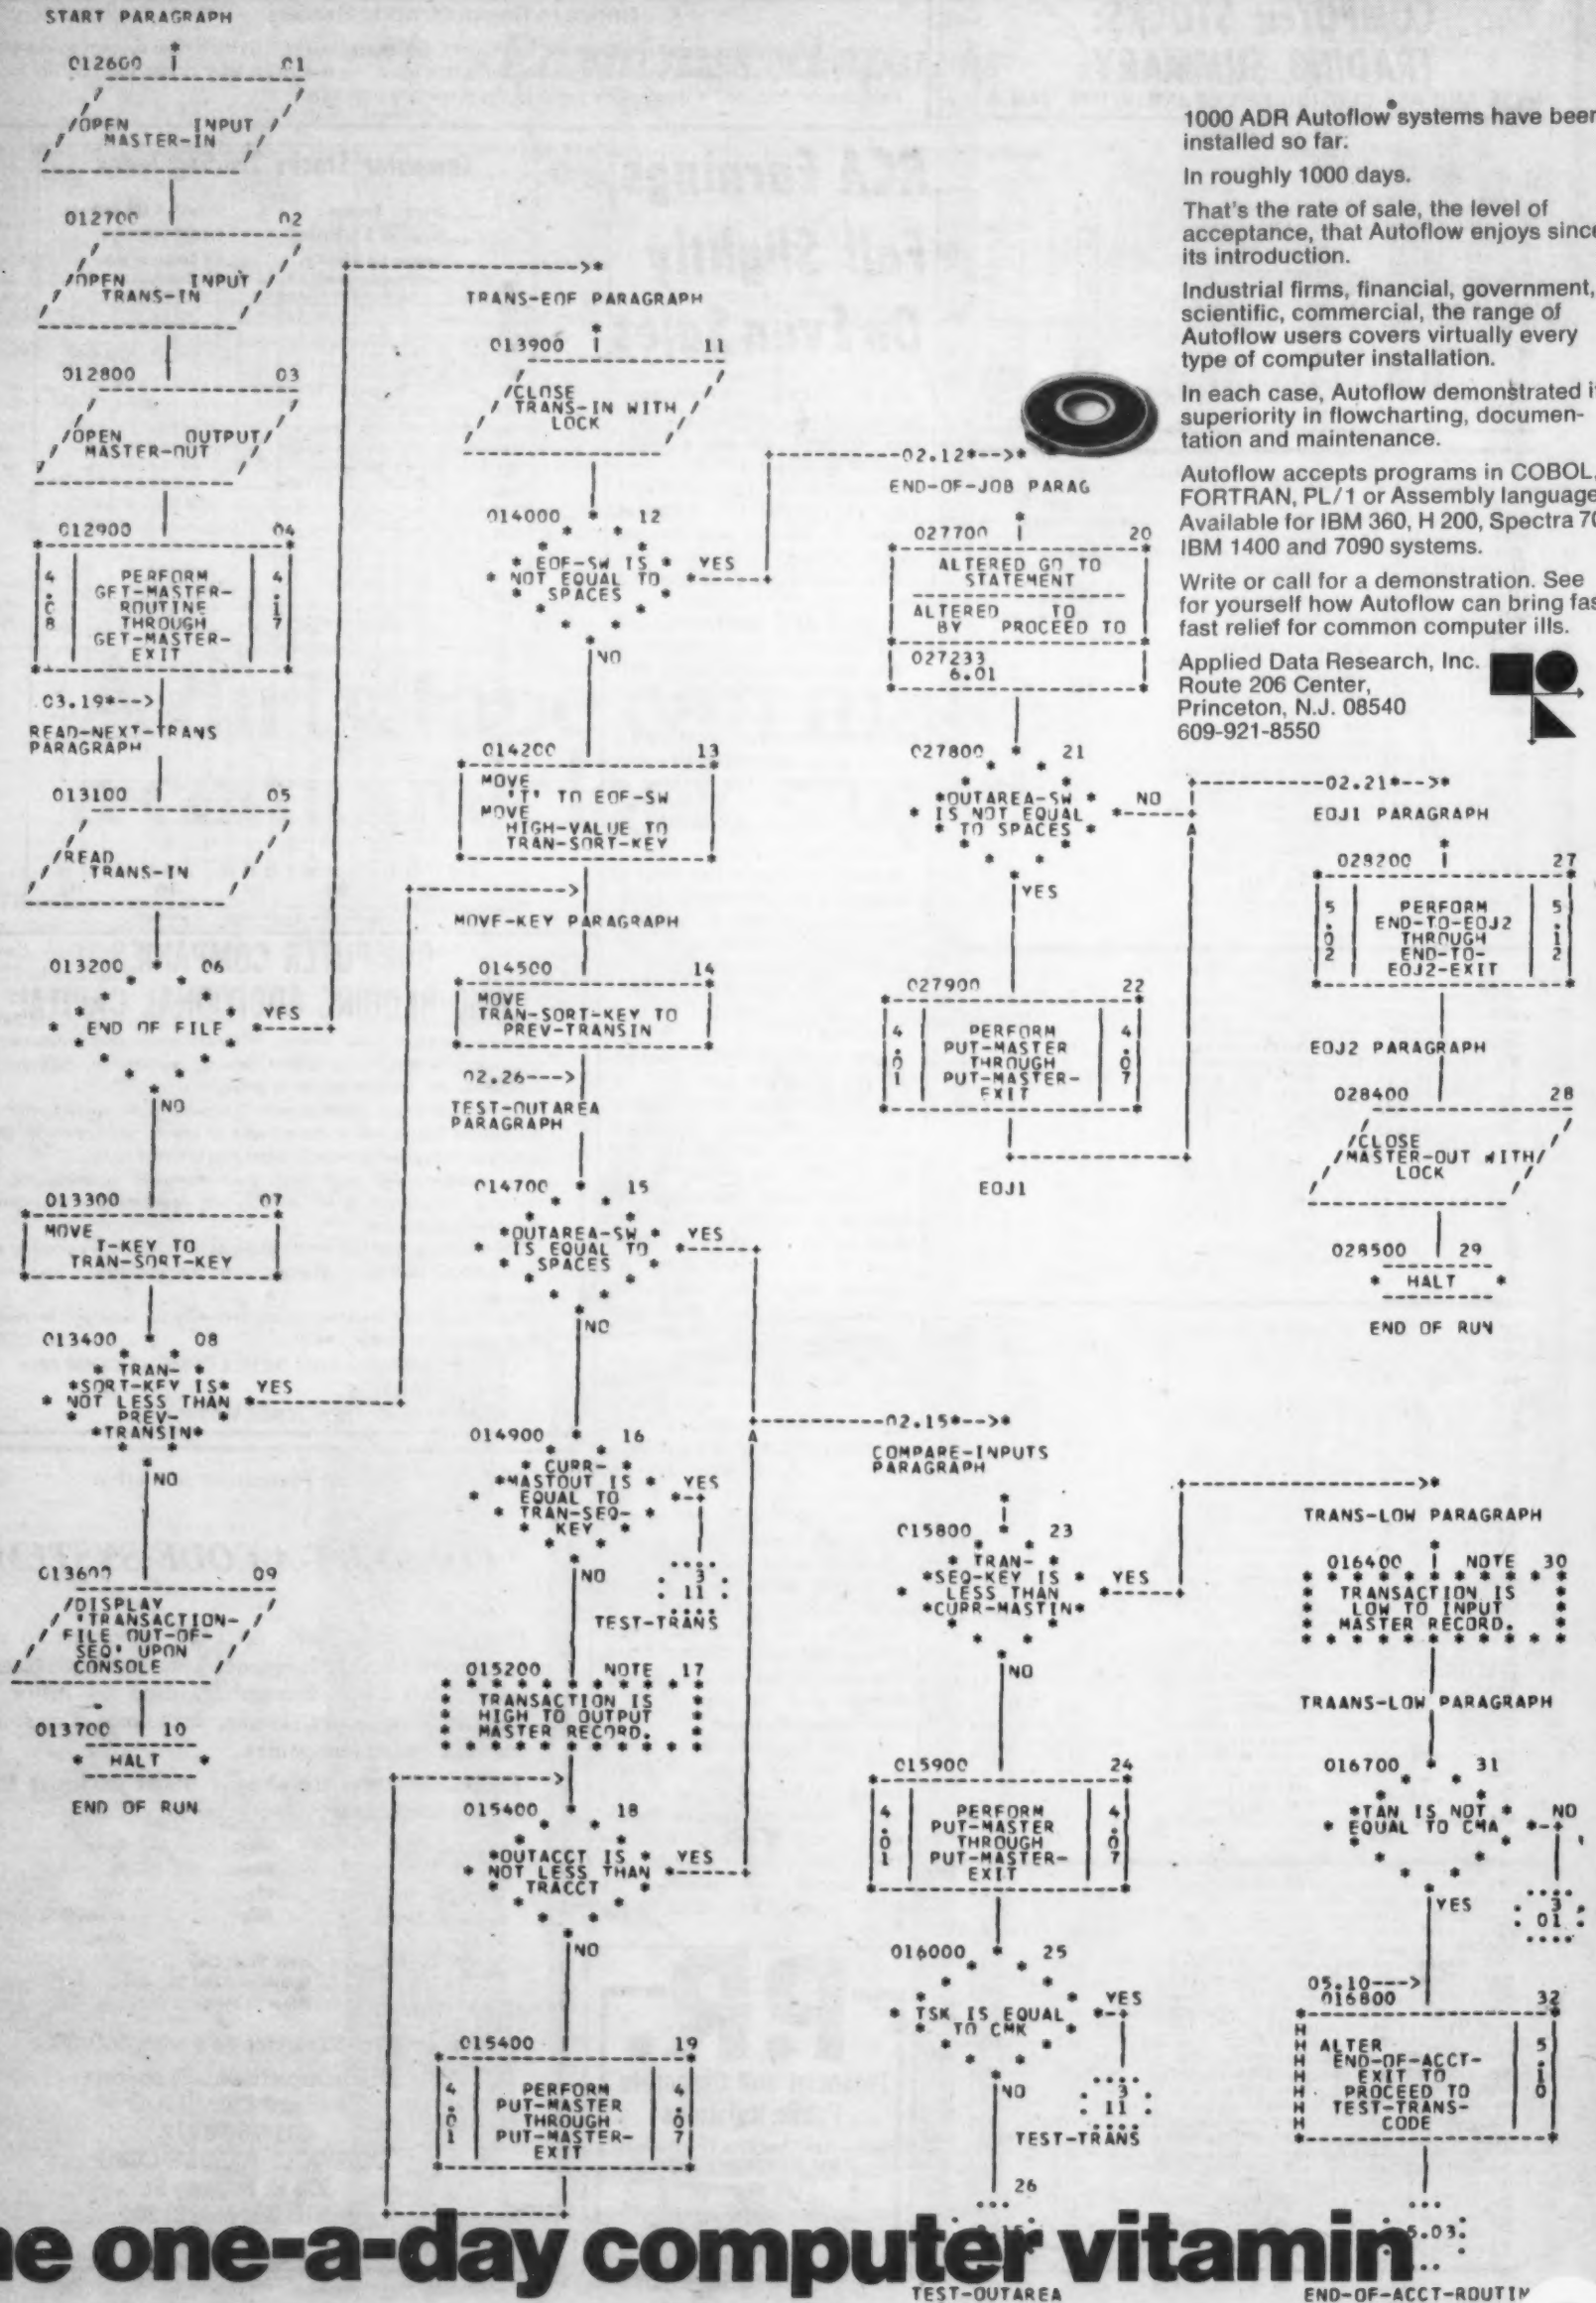 START PARAGRAPH
012600 01
OPEN INPUT
MASTER-IN
012700 02
OPEN INPUT
TRANS-IN
012800 03
OPEN OUTPUT
MASTER-OUT
012900 04
4.08 PERFORM 4.17
GET-MASTER-
ROUTINE
THROUGH
GET-MASTER-
EXIT
03.19*-->
READ-NEXT-TRANS
PARAGRAPH
013100 05
READ
TRANS-IN
013200 06
END OF FILE YES
NO
013300 07
MOVE
T-KEY TO
TRAN-SORT-KEY
013400 08
TRAN-
SORT-KEY IS YES
NOT LESS THAN
PREV-
TRANSIN
NO
013600 09
DISPLAY
'TRANSACTION-
FILE OUT-OF-
SEQ' UPON
CONSOLE
013700 10
HALT
END OF RUN
TRANS-EOF PARAGRAPH
013900 11
CLOSE
TRANS-IN WITH
LOCK
014000 12
EOF-SW IS YES
NOT EQUAL TO
SPACES
NO
014200 13
MOVE
'T' TO EOF-SW
MOVE
HIGH-VALUE TO
TRAN-SORT-KEY
MOVE-KEY PARAGRAPH
014500 14
MOVE
TRAN-SORT-KEY TO
PREV-TRANSIN
02.26--->
TEST-OUTAREA
PARAGRAPH
014700 15
OUTAREA-SW YES
IS EQUAL TO
SPACES
NO
014900 16
CURR-
MASTOUT IS YES
EQUAL TO
TRAN-SEQ-
KEY
NO
3
11
TEST-TRANS
015200 NOTE 17
TRANSACTION IS
HIGH TO OUTPUT
MASTER RECORD.
015400 18
OUTACCT IS YES
NOT LESS THAN
TRACCT
NO
015400 19
4.01 PERFORM 4.07
PUT-MASTER
THROUGH
PUT-MASTER-
EXIT
02.12*-->*
END-OF-JOB PARAG
027700 20
ALTERED GO TO
STATEMENT
ALTERED TO
BY PROCEED TO
027233
6.01
027800 21
OUTAREA-SW NO
IS NOT EQUAL
TO SPACES
YES
027900 22
4.01 PERFORM 4.07
PUT-MASTER
THROUGH
PUT-MASTER-
EXIT
EOJ1
02.15*-->*
COMPARE-INPUTS
PARAGRAPH
015800 23
TRAN-
SEQ-KEY IS YES
LESS THAN
CURR-MASTIN
NO
015900 24
4.01 PERFORM 4.07
PUT-MASTER
THROUGH
PUT-MASTER-
EXIT
016000 25
TSK IS EQUAL YES
TO CMK
NO
3
11
TEST-TRANS
26
TEST-OUTAREA
1000 ADR Autoflow® systems have been
installed so far.
In roughly 1000 days.
That's the rate of sale, the level of
acceptance, that Autoflow enjoys since
its introduction.
Industrial firms, financial, government,
scientific, commercial, the range of
Autoflow users covers virtually every
type of computer installation.
In each case, Autoflow demonstrated i
superiority in flowcharting, documen-
tation and maintenance.
Autoflow accepts programs in COBOL,
FORTRAN, PL/1 or Assembly language
Available for IBM 360, H 200, Spectra 70
IBM 1400 and 7090 systems.
Write or call for a demonstration. See
for yourself how Autoflow can bring fas
fast relief for common computer ills.
Applied Data Research, Inc.
Route 206 Center,
Princeton, N.J. 08540
609-921-8550
02.21*-->*
EOJ1 PARAGRAPH
028200 27
5.02 PERFORM 5.12
END-TO-EOJ2
THROUGH
END-TO-
EOJ2-EXIT
EOJ2 PARAGRAPH
028400 28
CLOSE
MASTER-OUT WITH
LOCK
028500 29
HALT
END OF RUN
TRANS-LOW PARAGRAPH
016400 NOTE 30
TRANSACTION IS
LOW TO INPUT
MASTER RECORD.
TRAANS-LOW PARAGRAPH
016700 31
TAN IS NOT NO
EQUAL TO CMA
YES
3
01
05.10--->
016800 32
ALTER 5.10
END-OF-ACCT-
EXIT TO
PROCEED TO
TEST-TRANS-
CODE
5.03
END-OF-ACCT-ROUTIN
he one-a-day computer vitamin